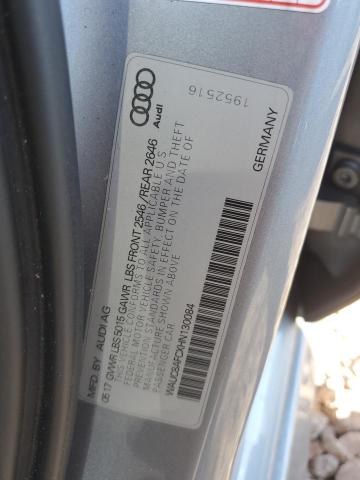 MFD. BY AUDI AG
05 17 GVWR LBS 5015 GAWR LBS FRONT 2546 /REAR 2646
THIS VEHICLE CONFORMS TO ALL APPLICABLE U S
FEDERAL MOTOR VEHICLE SAFETY, BUMPER AND THEFT
STANDARDS IN EFFECT ON THE DATE OF
MANUFACTURE SHOWN ABOVE
PASSENGER CAR
WAUC8AFCXHN130084
Audi
GERMANY
1952516